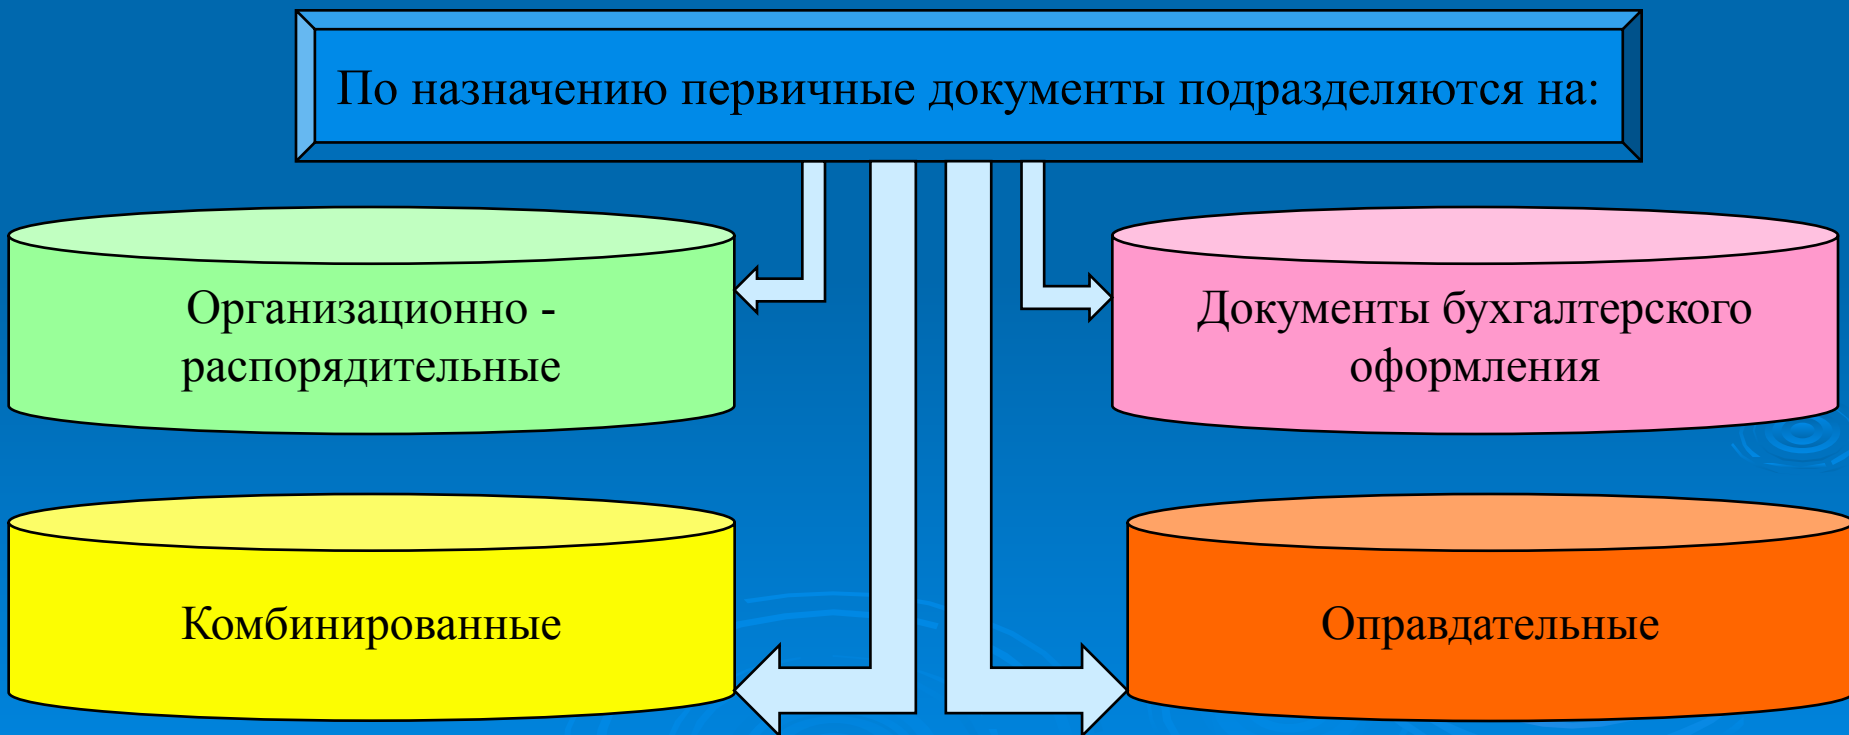 По назначению первичные документы подразделяются на:
Организационно -
распорядительные
Документы бухгалтерского
оформления
Комбинированные
Оправдательные